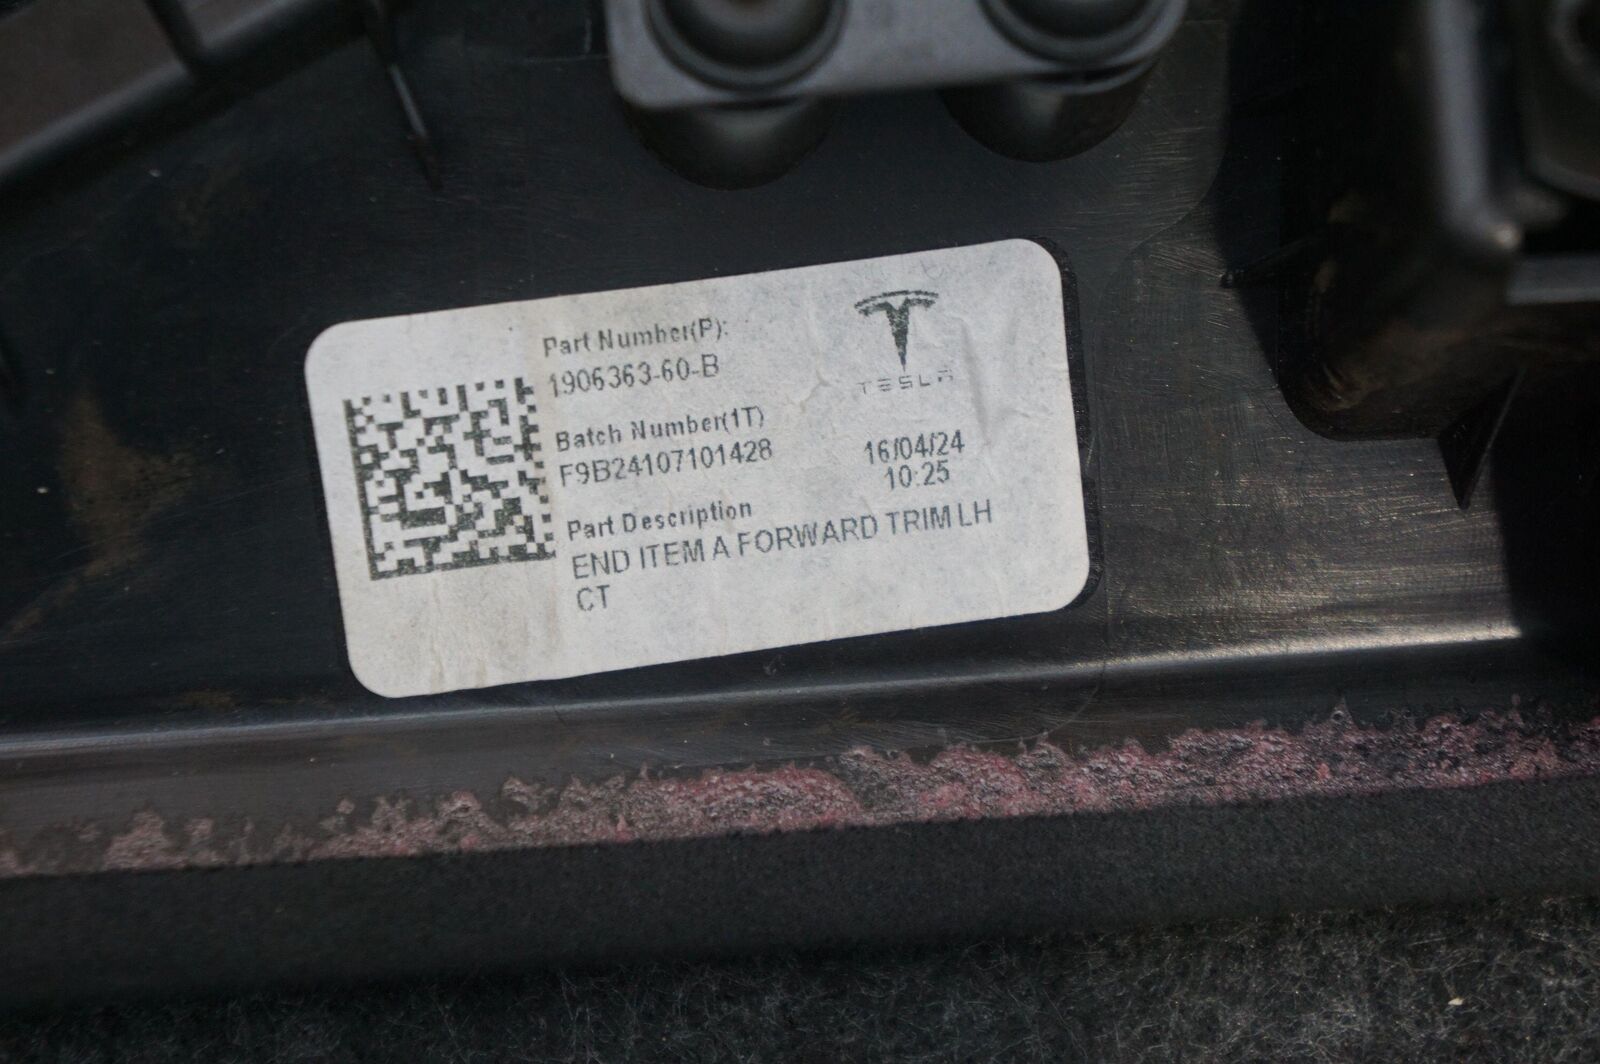 Part Number(P):
1906363-60-B
TESLA
Batch Number(1T)
F9B24107101428
16/04/24
10:25
Part Description
END ITEM A FORWARD TRIM LH
CT